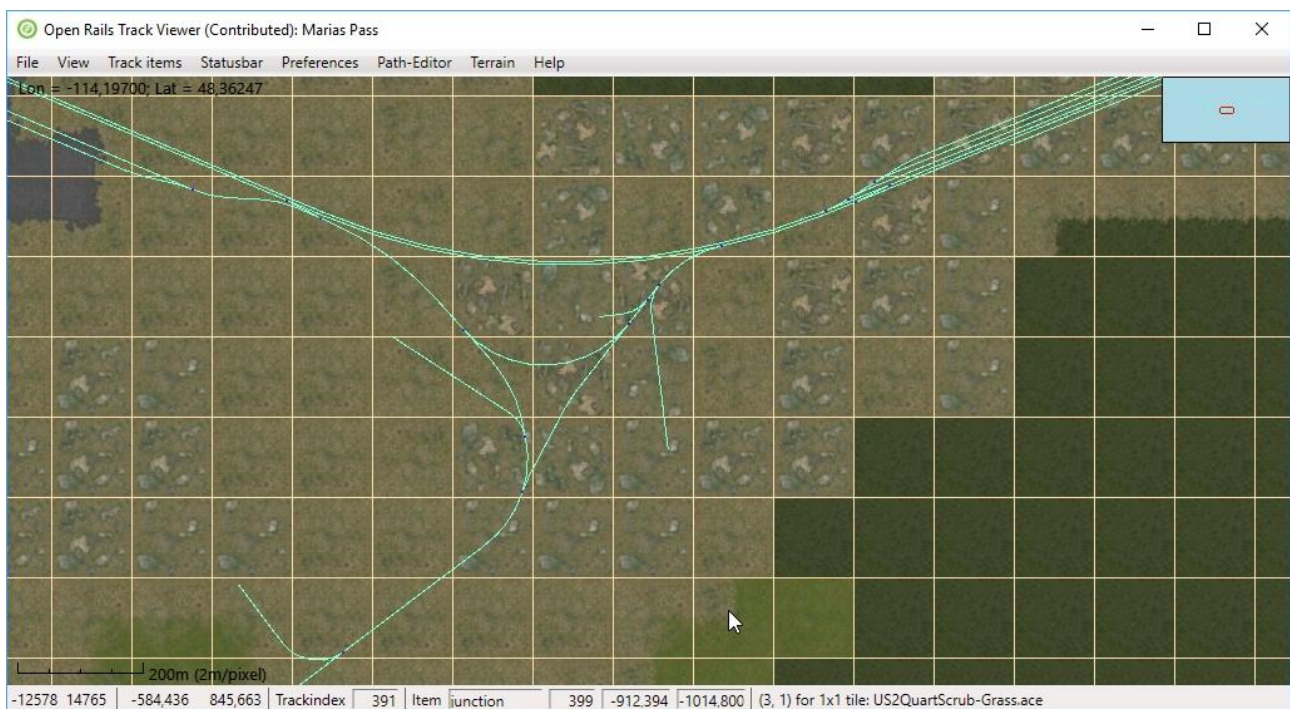 Open Rails Track Viewer (Contributed): Marias Pass
File View Track items Statusbar Preferences Path-Editor Terrain Help
Lon = -114,19700; Lat = 48,36247
200m (2m/pixel)
-12578 14765 -584,436 845,663 Trackindex 391 Item junction 399 -912,394 -1014,800 (3, 1) for 1x1 tile: US2QuartScrub-Grass.ace